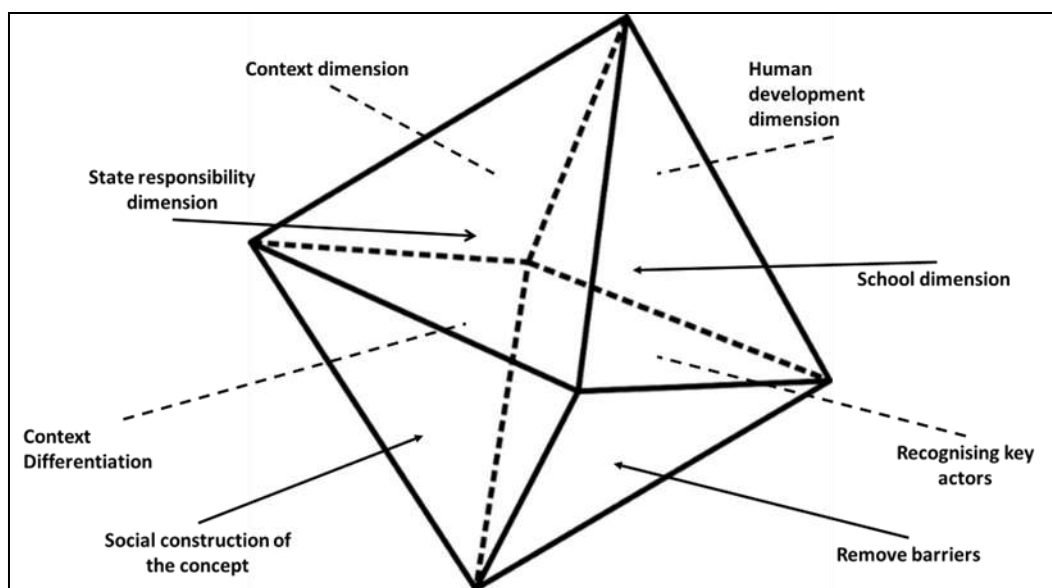 Context dimension
Human
development
dimension
State responsibility
dimension
School dimension
Context
Differentiation
Recognising key
actors
Social construction of
the concept
Remove barriers